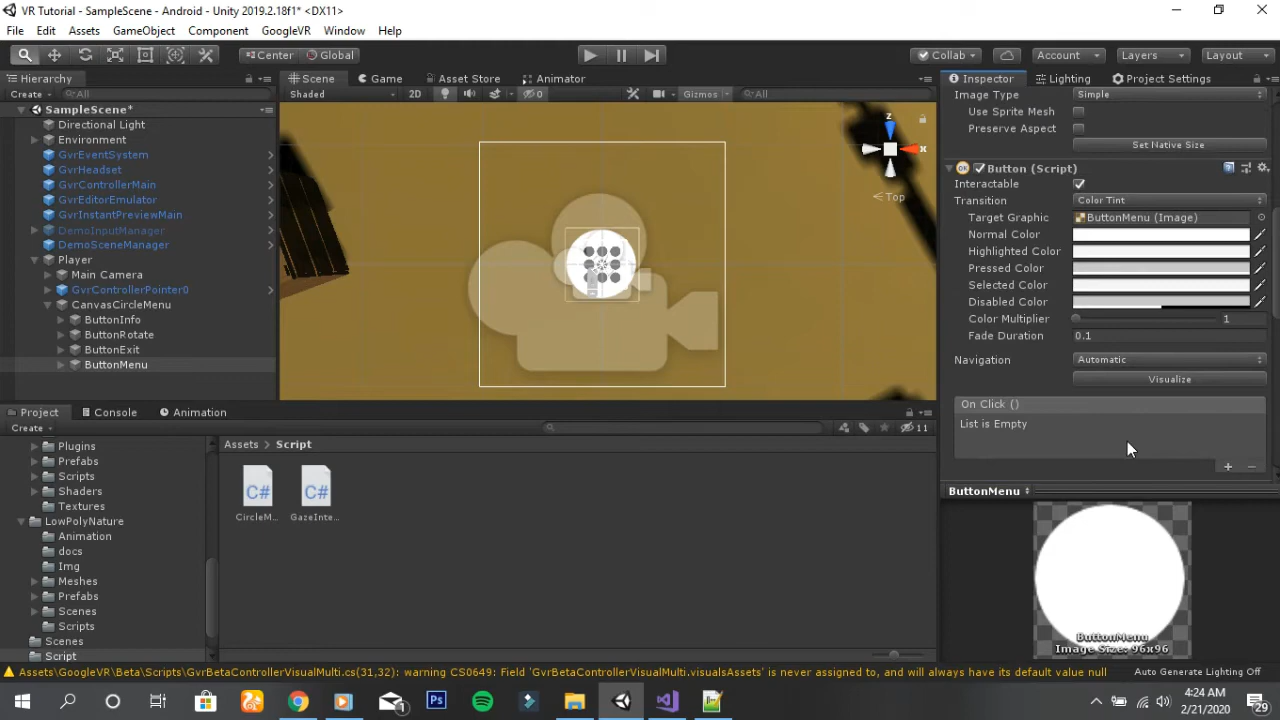 VR Tutorial - SampleScene - Android - Unity 2019.2.18f1* <DX11>
File Edit Assets GameObject Component GoogleVR Window Help
Center Global Collab Account Layers Layout
Hierarchy Scene Game Asset Store Animator Inspector Lighting Project Settings
Create All Shaded 2D 0 Gizmos All
SampleScene*
Directional Light
Environment
GvrEventSystem
GvrHeadset
GvrControllerMain
GvrEditorEmulator
GvrInstantPreviewMain
DemoInputManager
DemoSceneManager
Player
Main Camera
GvrControllerPointer0
CanvasCircleMenu
ButtonInfo
ButtonRotate
ButtonExit
ButtonMenu
z
x
Top
Image Type Simple
Use Sprite Mesh
Preserve Aspect
Set Native Size
Button (Script)
Interactable
Transition Color Tint
Target Graphic ButtonMenu (Image)
Normal Color
Highlighted Color
Pressed Color
Selected Color
Disabled Color
Color Multiplier 1
Fade Duration 0.1
Navigation Automatic
Visualize
On Click ()
List is Empty
ButtonMenu
ButtonMenu
Image Size: 96x96
Project Console Animation
Create 11
Plugins
Prefabs
Scripts
Shaders
Textures
LowPolyNature
Animation
docs
Img
Meshes
Prefabs
Scenes
Scripts
Scenes
Script
Assets > Script
C# C#
CircleM... GazeInte...
Assets\GoogleVR\Beta\Scripts\GvrBetaControllerVisualMulti.cs(31,32): warning CS0649: Field 'GvrBetaControllerVisualMulti.visualsAssets' is never assigned to, and will always have its default value null
Auto Generate Lighting Off
Ps
1
4:24 AM
2/21/2020
29